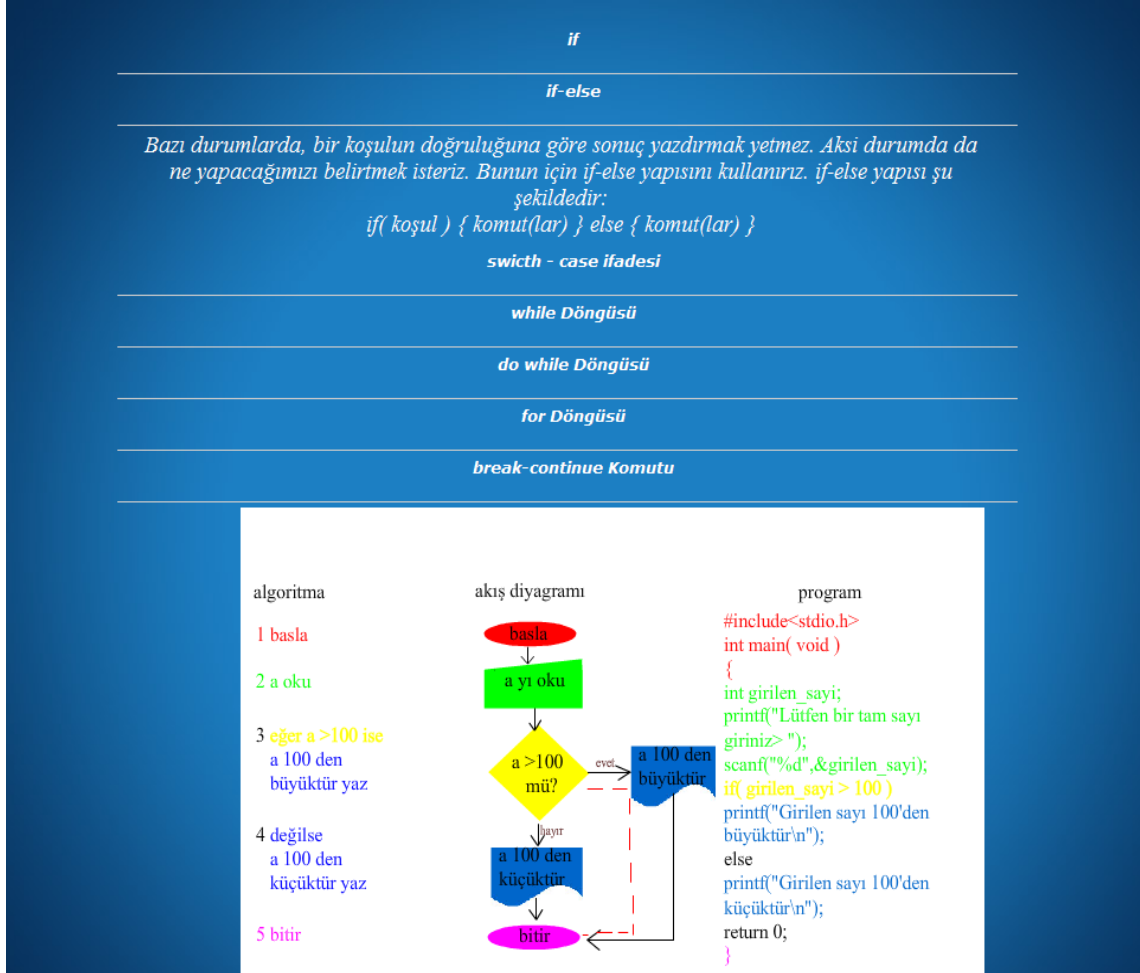 if
if-else
Bazı durumlarda, bir koşulun doğruluğuna göre sonuç yazdırmak yetmez. Aksi durumda da
ne yapacağımızı belirtmek isteriz. Bunun için if-else yapısını kullanırız. if-else yapısı şu
şekildedir:
if( koşul ) { komut(lar) } else { komut(lar) }
swicth - case ifadesi
while Döngüsü
do while Döngüsü
for Döngüsü
break-continue Komutu
algoritma
1 basla
2 a oku
3 eğer a >100 ise
a 100 den
büyüktür yaz
4 değilse
a 100 den
küçüktür yaz
5 bitir
akış diyagramı
basla
a yı oku
a >100
mü?
evet
a 100 den
büyüktür
hayır
a 100 den
küçüktür
bitir
program
#include<stdio.h>
int main( void )
{
int girilen_sayi;
printf("Lütfen bir tam sayı
giriniz> ");
scanf("%d",&girilen_sayi);
if( girilen_sayi > 100 )
printf("Girilen sayı 100'den
büyüktür\n");
else
printf("Girilen sayı 100'den
küçüktür\n");
return 0;
}